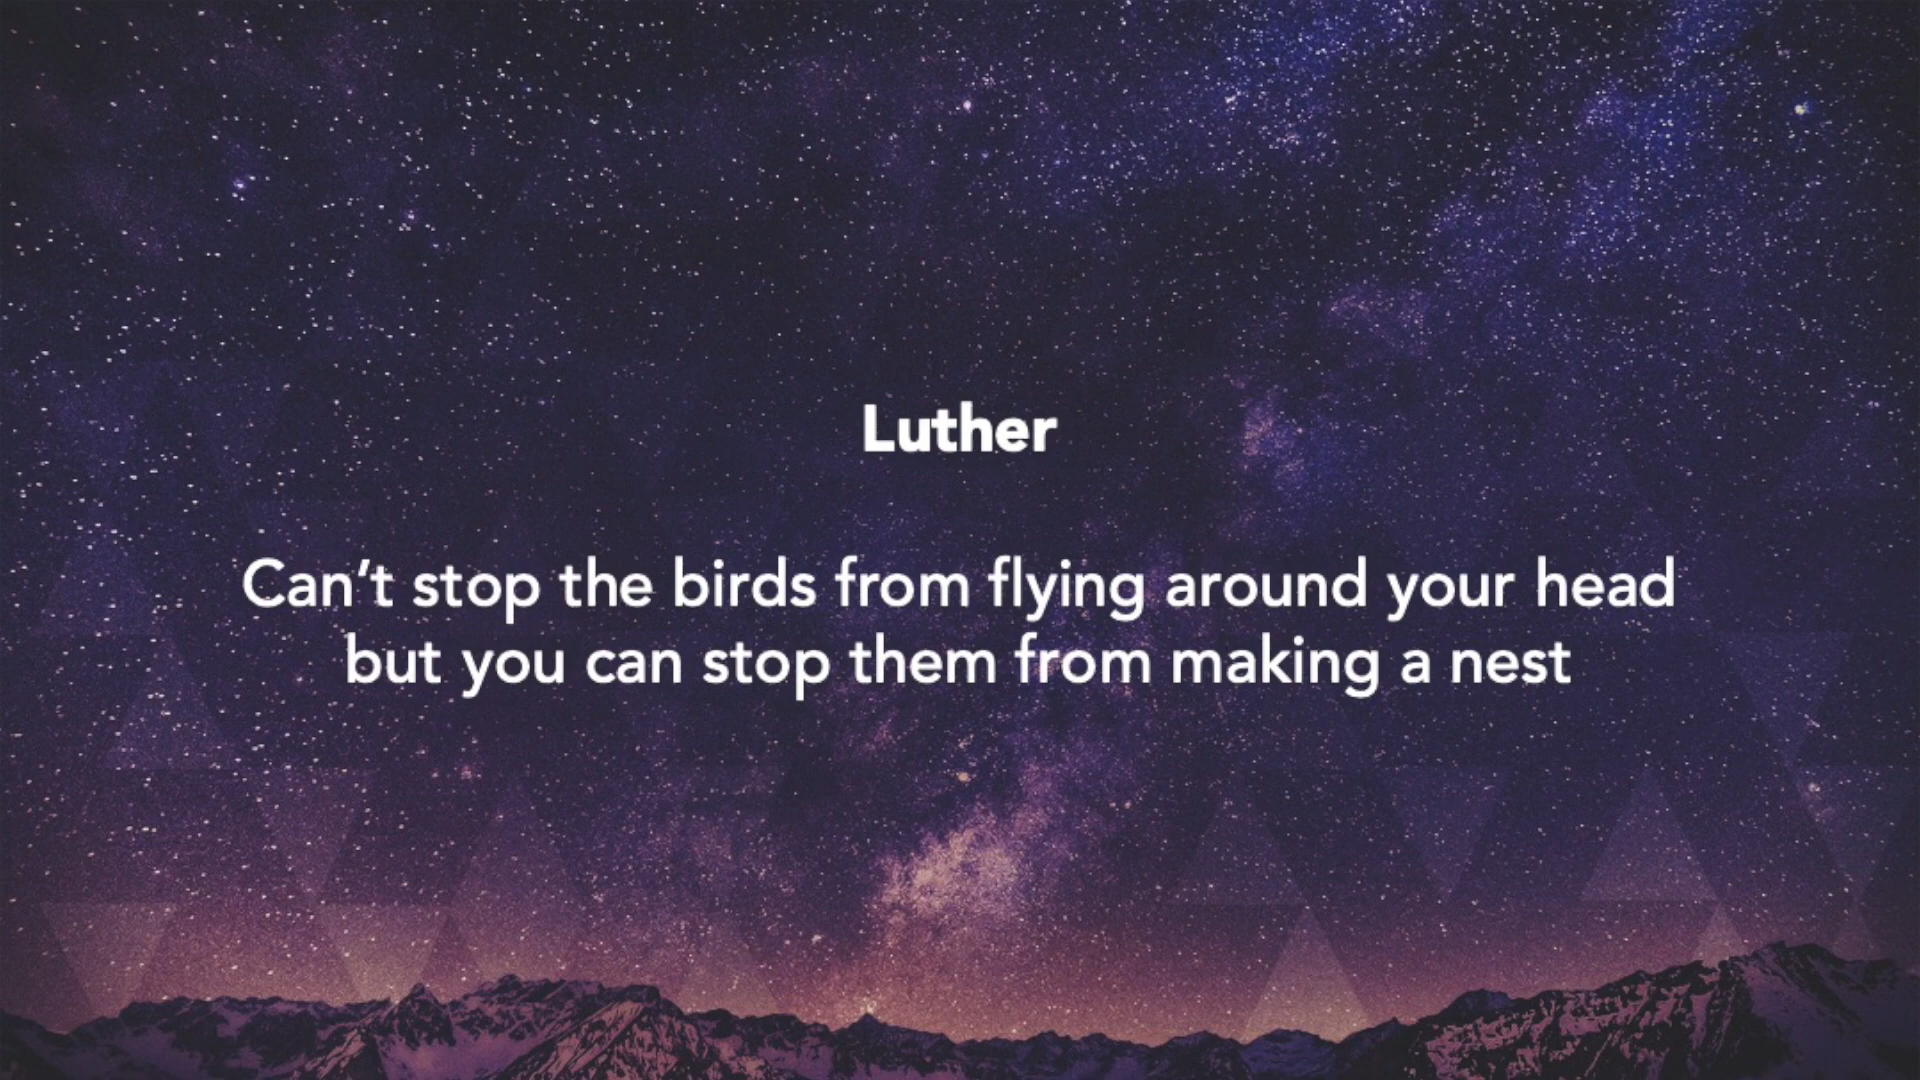 Luther
Can’t stop the birds from flying around your head
but you can stop them from making a nest